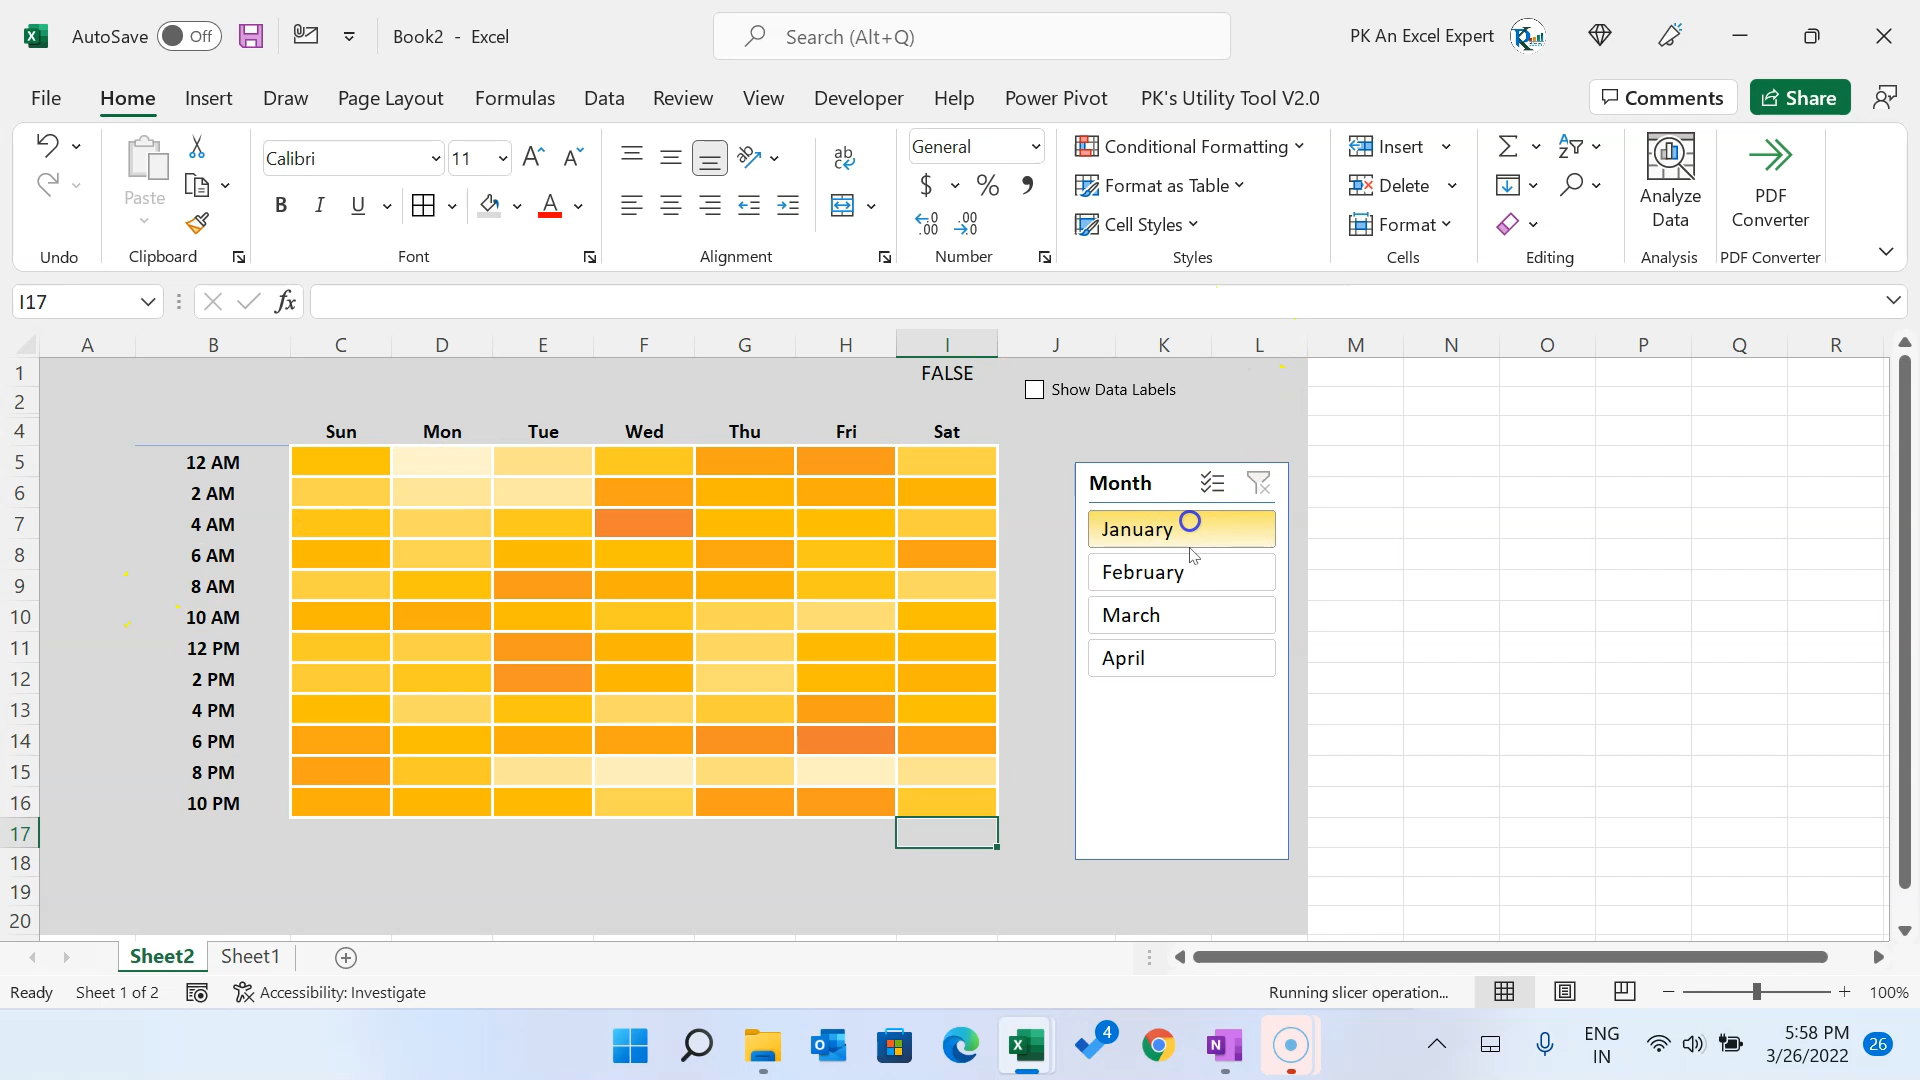 AutoSave Off Book2 - Excel Search (Alt+Q) PK An Excel Expert
File Home Insert Draw Page Layout Formulas Data Review View Developer Help Power Pivot PK's Utility Tool V2.0 Comments Share
Paste
Calibri 11
B I U A
ab
General
$ % ,
Conditional Formatting
Format as Table
Cell Styles
Insert
Delete
Format
Analyze Data
PDF Converter
Undo Clipboard Font Alignment Number Styles Cells Editing Analysis PDF Converter
I17 fx
A B C D E F G H I J K L M N O P Q R
1 FALSE
2 Show Data Labels
4 Sun Mon Tue Wed Thu Fri Sat
5 12 AM
6 2 AM
7 4 AM
8 6 AM
9 8 AM
10 10 AM
11 12 PM
12 2 PM
13 4 PM
14 6 PM
15 8 PM
16 10 PM
17
18
19
20
Month
January
February
March
April
Sheet2 Sheet1
Ready Sheet 1 of 2 Accessibility: Investigate Running slicer operation... 100%
4 ENG IN 5:58 PM 3/26/2022 26